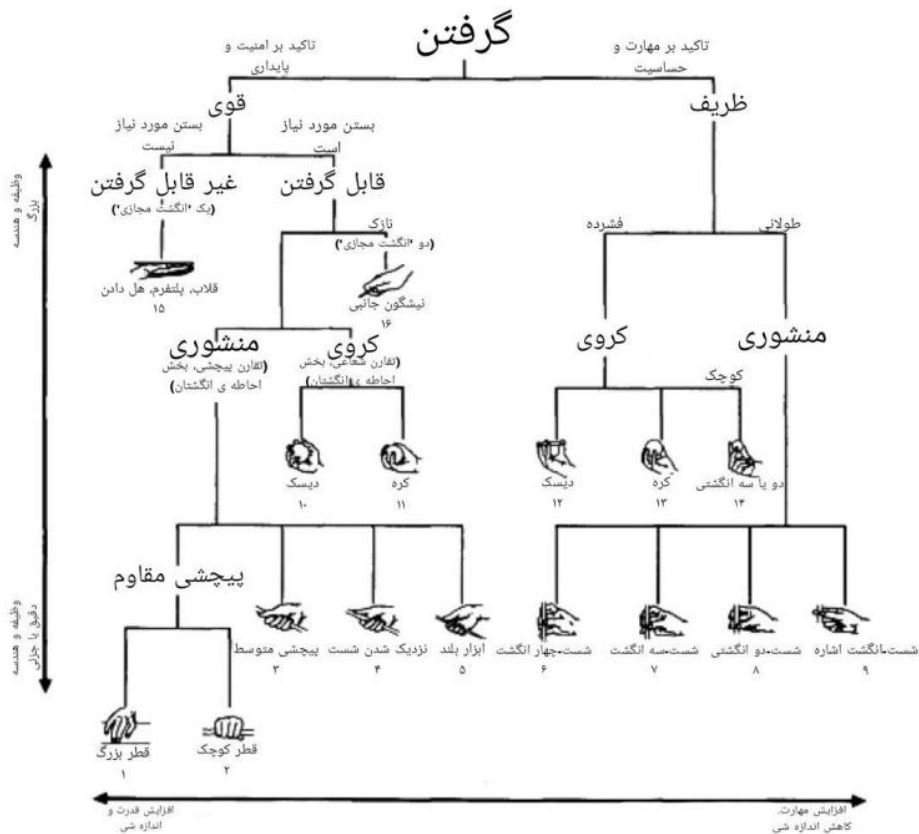 گرفتن
تاکید بر مهارت و
حساسیت
تاکید بر امنیت و
پایداری
ظریف
قوی
بستن مورد نیاز
است
بستن مورد نیاز
نیست
قابل گرفتن
غیر قابل گرفتن
(یک 'انگشت مجازی')
نازک
(دو 'انگشت مجازی')
طولانی
فشرده
قلاب، پلتفرم، هل دادن
۱۵
نیشگون جانبی
۱۶
منشوری
کروی
کروی
(تقارن شعاعی، بخش
احاطه ی انگشتان)
منشوری
(تقارن پیچشی، بخش
احاطه ی انگشتان)
کوچک
دو یا سه انگشتی
۱۴
کره
۱۳
دیسک
۱۲
کره
۱۱
دیسک
۱۰
پیچشی مقاوم
شست-انگشت اشاره
۹
شست-دو انگشتی
۸
شست-سه انگشت
۷
شست-چهار انگشت
۶
ابزار بلند
۵
نزدیک شدن شست
۴
پیچشی متوسط
۳
قطر کوچک
۲
قطر بزرگ
۱
وظیفه و هندسه
بزرگ
وظیفه و هندسه
دقیق یا جزئی
افزایش مهارت.
کاهش اندازه شی
افزایش قدرت و
اندازه شی